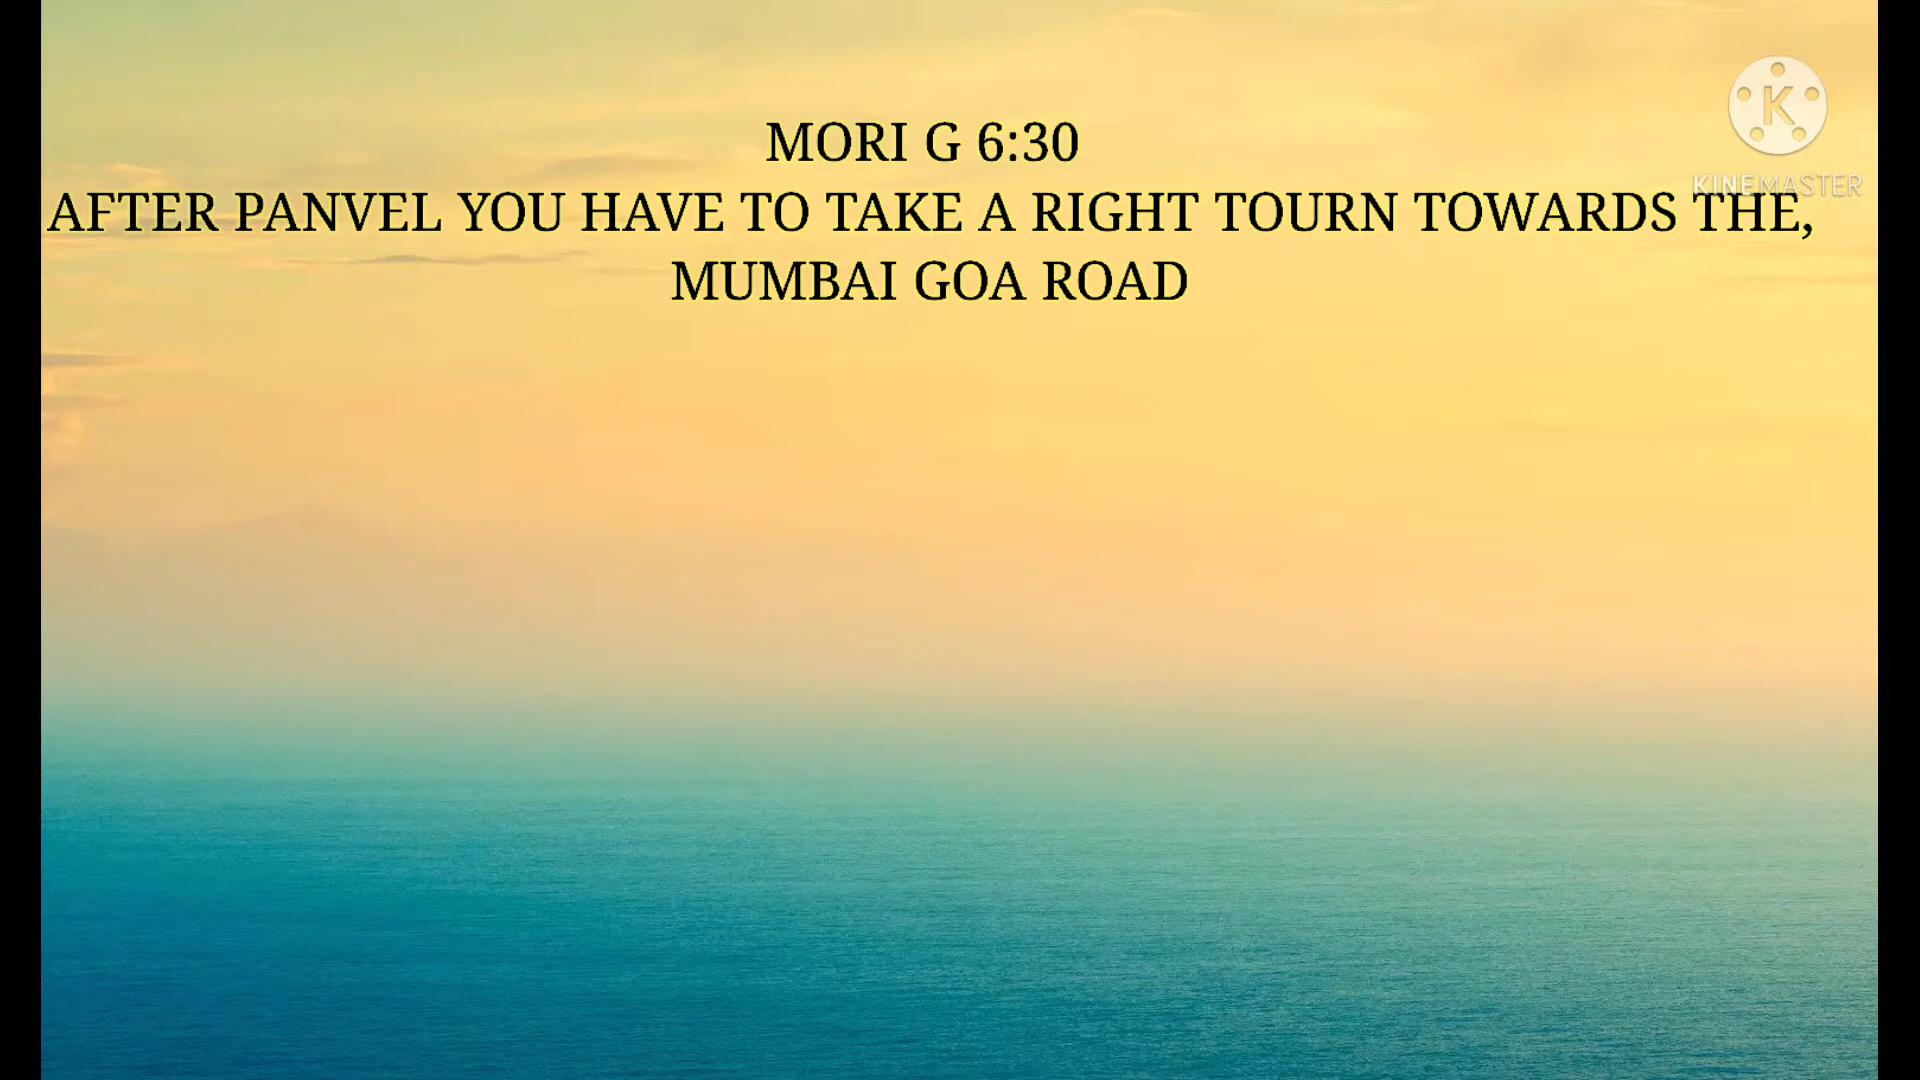 MORI G 6:30
AFTER PANVEL YOU HAVE TO TAKE A RIGHT TOURN TOWARDS THE,
MUMBAI GOA ROAD
K
KINEMASTER